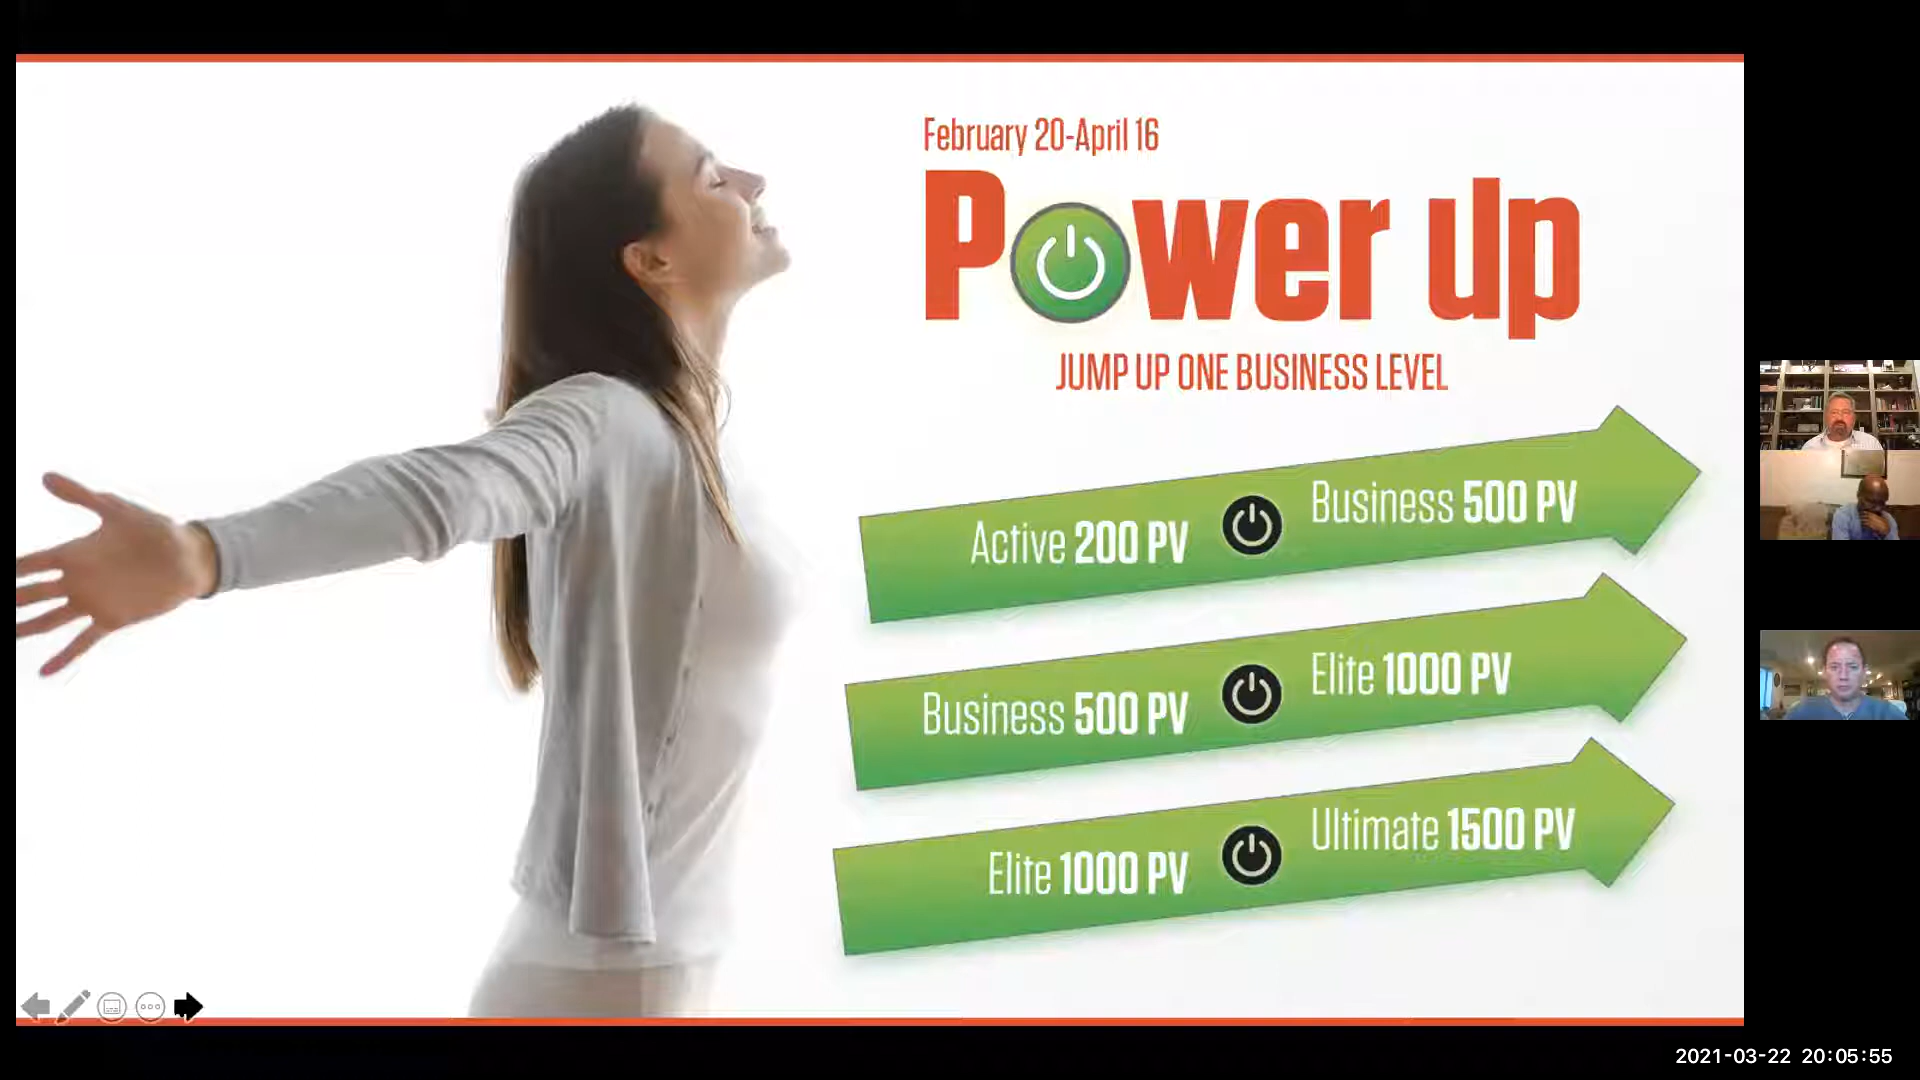 February 20-April 16
Power up
JUMP UP ONE BUSINESS LEVEL
Active 200 PV Business 500 PV
Business 500 PV Elite 1000 PV
Elite 1000 PV Ultimate 1500 PV
2021-03-22 20:05:55